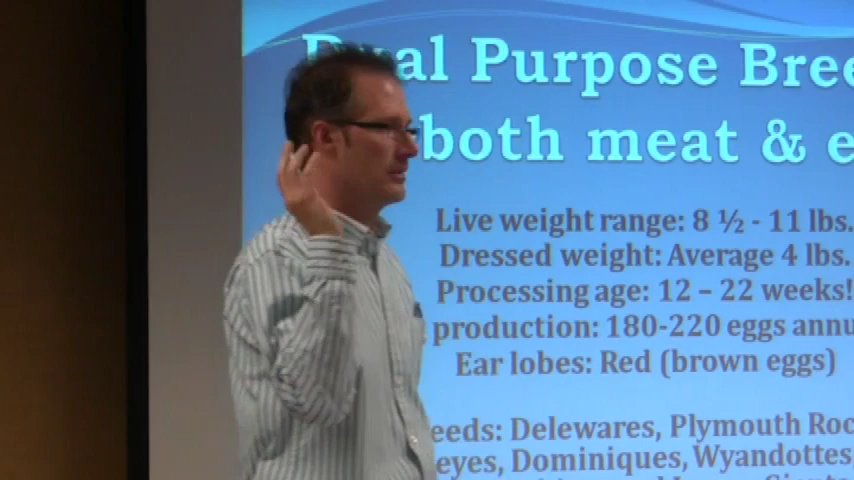 Dual Purpose Bree
both meat & e
Live weight range: 8 ½ - 11 lbs.
Dressed weight: Average 4 lbs.
Processing age: 12 – 22 weeks!
production: 180-220 eggs annu
Ear lobes: Red (brown eggs)
eeds: Delewares, Plymouth Roc
eyes, Dominiques, Wyandottes,